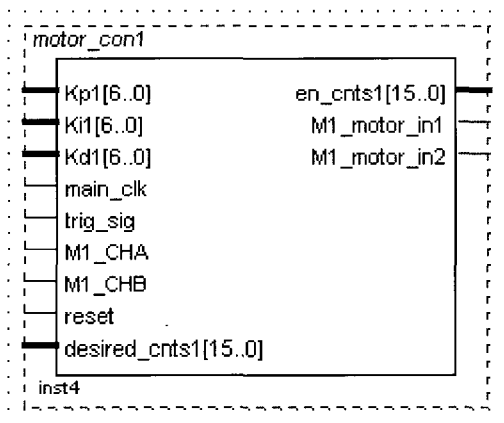 motor_con1
Kp1[6..0] en_cnts1[15..0]
Ki1[6..0] M1_motor_in1
Kd1[6..0] M1_motor_in2
main_clk
trig_sig
M1_CHA
M1_CHB
reset
desired_cnts1[15..0]
inst4